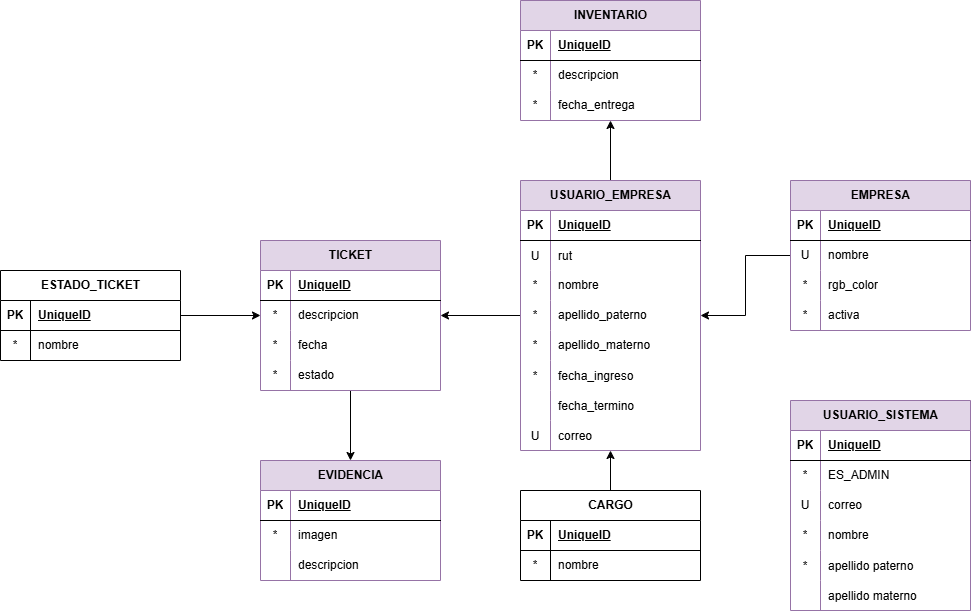 INVENTARIO
PK UniqueID
* descripcion
* fecha_entrega
USUARIO_EMPRESA
PK UniqueID
U rut
* nombre
* apellido_paterno
* apellido_materno
* fecha_ingreso
fecha_termino
U correo
EMPRESA
PK UniqueID
U nombre
* rgb_color
* activa
TICKET
PK UniqueID
* descripcion
* fecha
* estado
ESTADO_TICKET
PK UniqueID
* nombre
EVIDENCIA
PK UniqueID
* imagen
descripcion
CARGO
PK UniqueID
* nombre
USUARIO_SISTEMA
PK UniqueID
* ES_ADMIN
U correo
* nombre
* apellido paterno
apellido materno